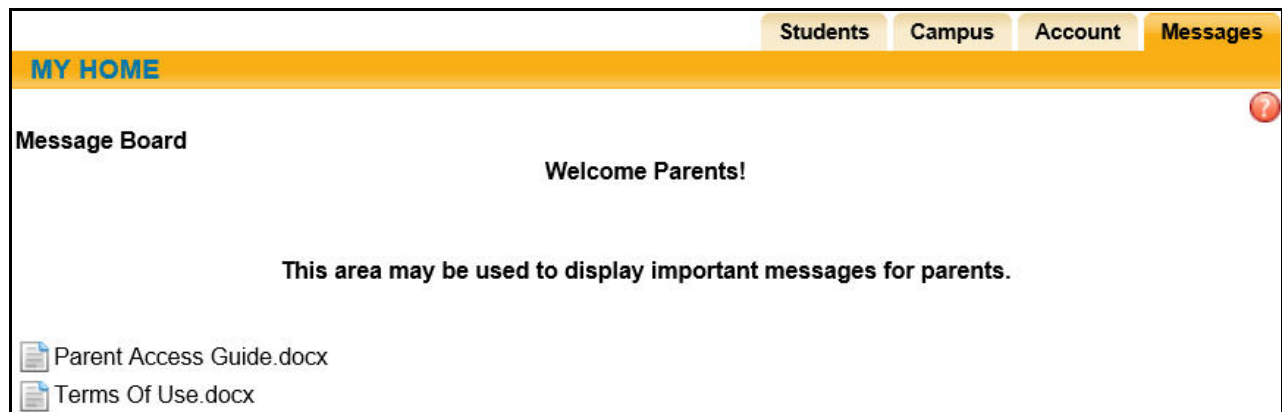 Students Campus Account Messages
MY HOME
?
Message Board
Welcome Parents!
This area may be used to display important messages for parents.
Parent Access Guide.docx
Terms Of Use.docx